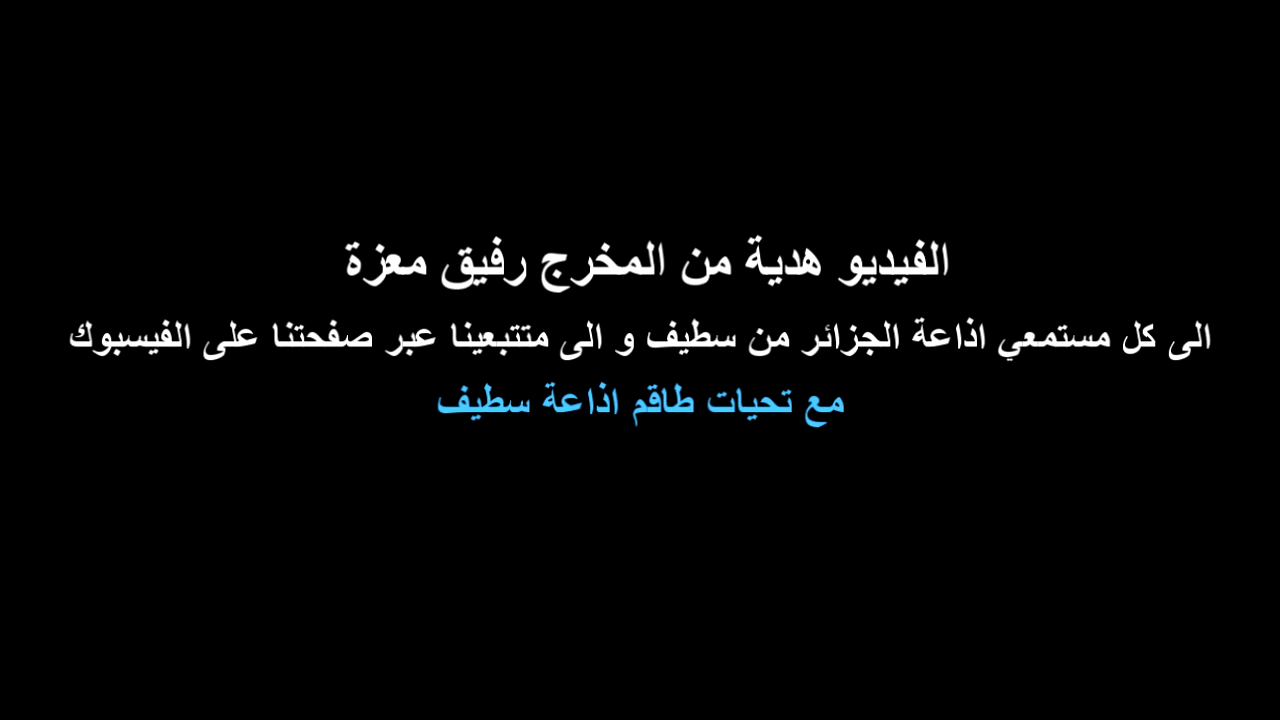 الفيديو هدية من المخرج رفيق معزة
الى كل مستمعي اذاعة الجزائر من سطيف و الى متتبعينا عبر صفحتنا على الفيسبوك
مع تحيات طاقم اذاعة سطيف